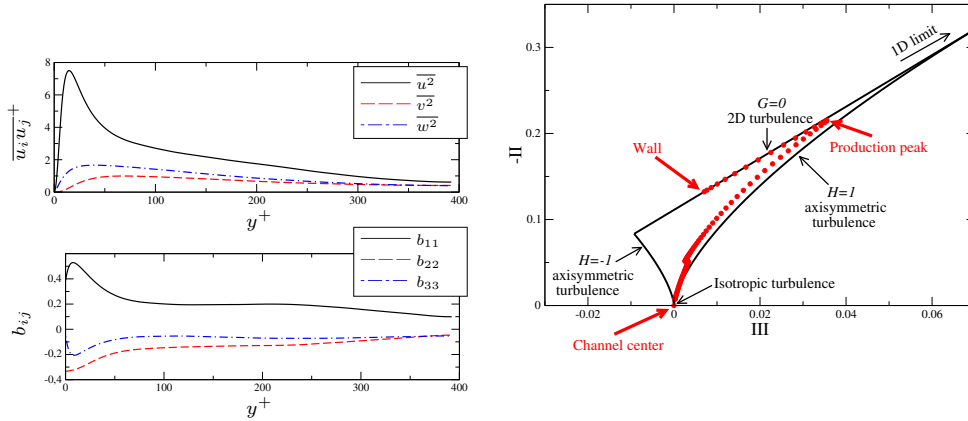 8
6
4
2
0
0
100
200
300
400
y⁺
u_i u_j⁺
u²
v²
w²
0,4
0,2
0
-0,2
-0,4
0
100
200
300
400
y⁺
b_ij
b₁₁
b₂₂
b₃₃
0.3
0.2
0.1
0
-0.02
0
0.02
0.04
0.06
III
-II
1D limit
G=0
2D turbulence
Wall
Production peak
H=1
axisymmetric
turbulence
H=-1
axisymmetric
turbulence
Isotropic turbulence
Channel center